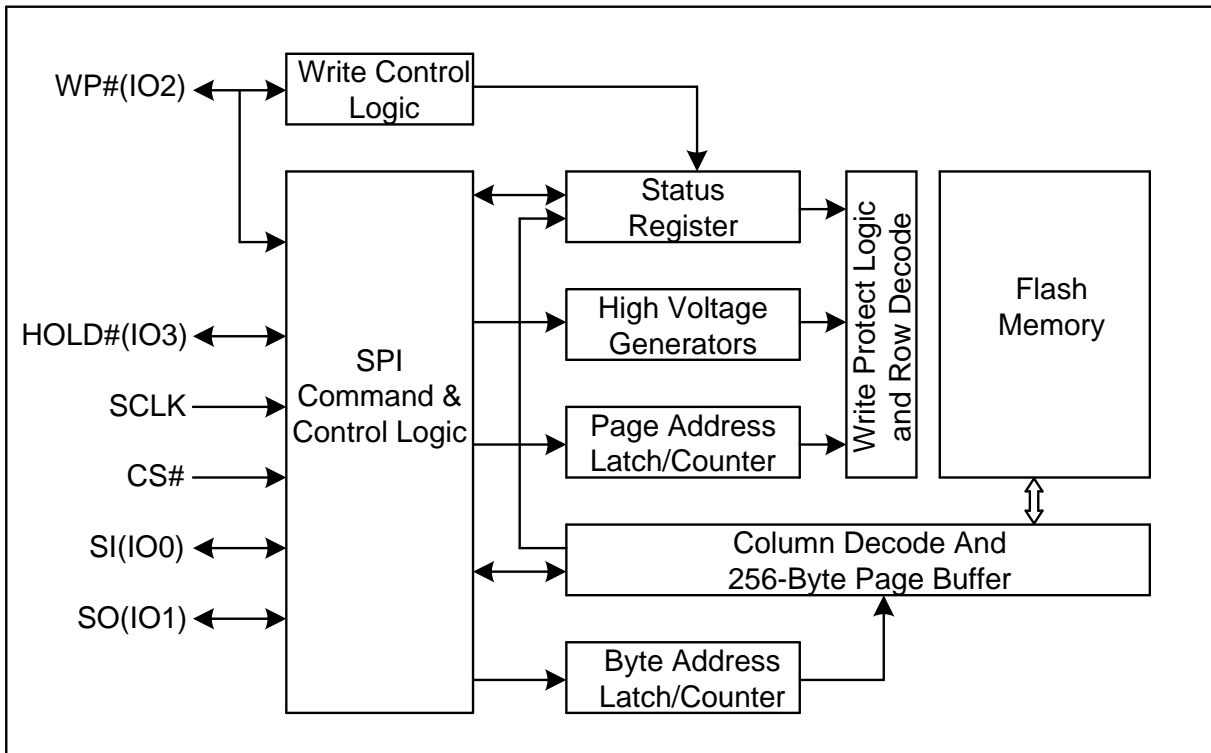 WP#(IO2)
Write Control
Logic
HOLD#(IO3)
SCLK
CS#
SI(IO0)
SO(IO1)
SPI
Command &
Control Logic
Status
Register
High Voltage
Generators
Page Address
Latch/Counter
Write Protect Logic
and Row Decode
Flash
Memory
Column Decode And
256-Byte Page Buffer
Byte Address
Latch/Counter